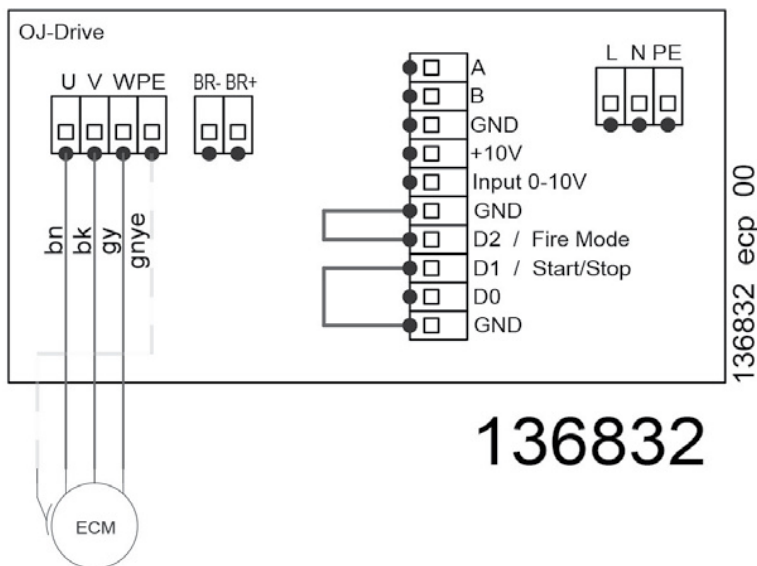 OJ-Drive
U V W PE
BR- BR+
L N PE
A
B
GND
+10V
Input 0-10V
GND
D2 / Fire Mode
D1 / Start/Stop
D0
GND
bn
bk
gy
gnye
136832 ecp 00
136832
ECM